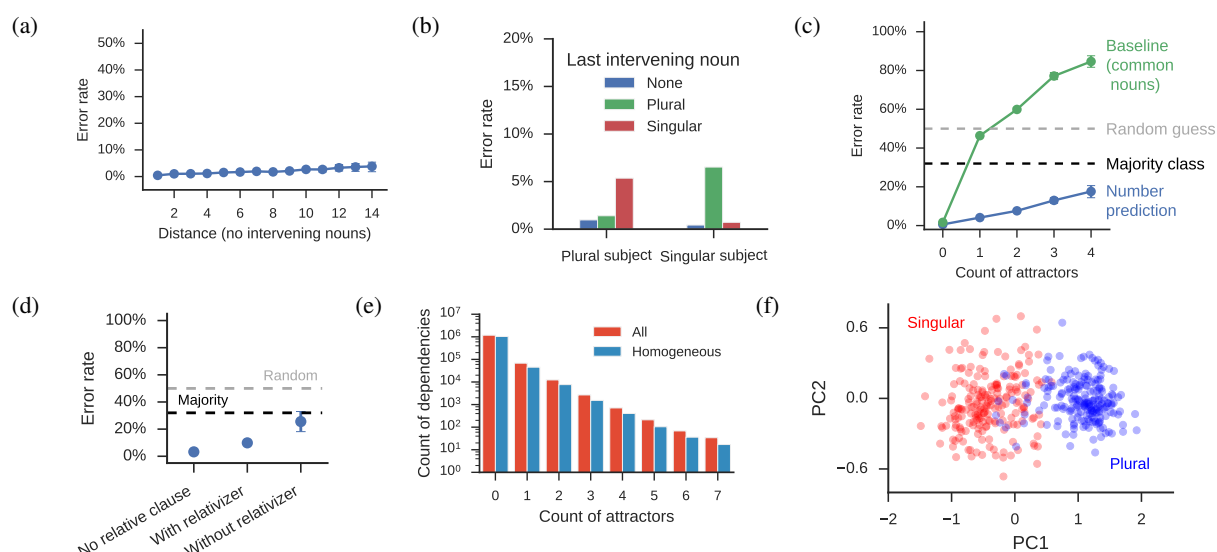 (a)
50%
40%
30%
20%
10%
0%
Error rate
2 4 6 8 10 12 14
Distance (no intervening nouns)
(b)
20%
15%
10%
5%
0%
Error rate
Last intervening noun
None
Plural
Singular
Plural subject Singular subject
(c)
100%
80%
60%
40%
20%
0%
Error rate
Baseline
(common
nouns)
Random guess
Majority class
Number
prediction
0 1 2 3 4
Count of attractors
(d)
100%
80%
60%
40%
20%
0%
Error rate
Random
Majority
No relative clause
With relativizer
Without relativizer
(e)
10⁷
10⁶
10⁵
10⁴
10³
10²
10¹
10⁰
Count of dependencies
All
Homogeneous
0 1 2 3 4 5 6 7
Count of attractors
(f)
0.6
0.0
−0.6
PC2
Singular
Plural
−2 −1 0 1 2
PC1